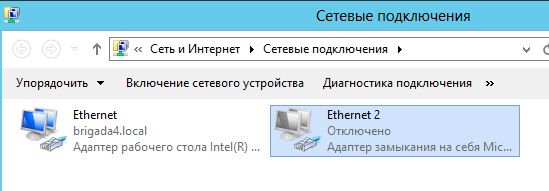 Сетевые подключения
« Сеть и Интернет ▸ Сетевые подключения ▸
Упорядочить ▾ Включение сетевого устройства Диагностика подключения »
Ethernet
brigada4.local
Адаптер рабочего стола Intel(R) ...
Ethernet 2
Отключено
Адаптер замыкания на себя Mic...